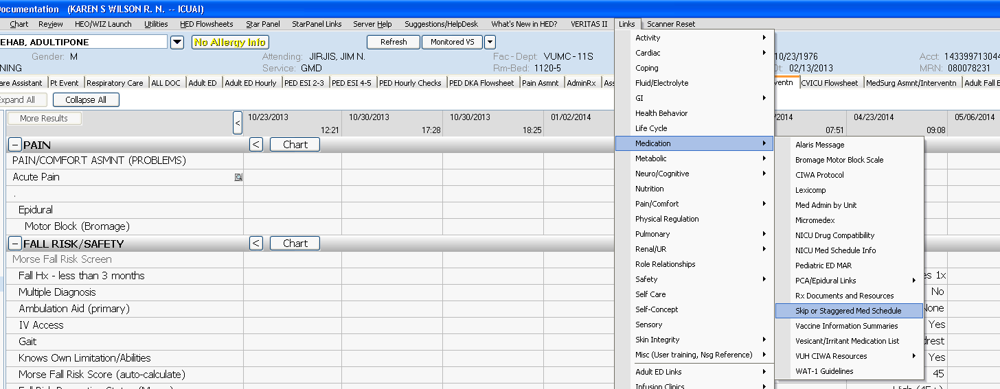 Documentation (KAREN S WILSON R. N. -- ICUAI)
Chart Review HEO/WIZ Launch Utilities HED Flowsheets Star Panel StarPanel Links Server Help Suggestions/HelpDesk What's New in HED? VERITAS II Links Scanner Reset
EHAB, ADULTIPONE No Allergy Info Refresh Monitored VS
Gender: M Attending: JIRJIS, JIM N. Fac - Dept: VUMC - 11S 10/23/1976 Acct: 143399713044
NING Service: GMD Rm-Bed: 1120-5 Dt: 02/13/2013 MRN: 080078231
are Assistant Pt Event Respiratory Care ALL DOC Adult ED Adult ED Hourly PED ESI 2-3 PED ESI 4-5 PED Hourly Checks PED DKA Flowsheet Pain Asmnt AdminRx Ass ventn CVICU Flowsheet MedSurg Asmnt/Interventn Adult Fall E
Expand All Collapse All
More Results < 10/23/2013 10/30/2013 10/30/2013 01/02/2014 /2014 04/23/2014 05/06/2014
12:21 17:28 18:25 07:51 09:08
− PAIN < Chart
PAIN/COMFORT ASMNT (PROBLEMS)
Acute Pain
.
Epidural
Motor Block (Bromage)
− FALL RISK/SAFETY < Chart
Morse Fall Risk Screen
Fall Hx - less than 3 months es 1x
Multiple Diagnosis No
Ambulation Aid (primary) None
IV Access Yes
Gait drest
Knows Own Limitation/Abilities Yes
Morse Fall Risk Score (auto-calculate) 45
Activity
Cardiac
Coping
Fluid/Electrolyte
GI
Health Behavior
Life Cycle
Medication
Metabolic
Neuro/Cognitive
Nutrition
Pain/Comfort
Physical Regulation
Pulmonary
Renal/UR
Role Relationships
Safety
Self Care
Self-Concept
Sensory
Skin Integrity
Misc (User training, Nsg Reference)
Adult ED Links
Infusion Clinics
Alaris Message
Bromage Motor Block Scale
CIWA Protocol
Lexicomp
Med Admin by Unit
Micromedex
NICU Drug Compatibility
NICU Med Schedule Info
Pediatric ED MAR
PCA/Epidural Links
Rx Documents and Resources
Skip or Staggered Med Schedule
Vaccine Information Summaries
Vesicant/Irritant Medication List
VUH CIWA Resources
WAT-1 Guidelines